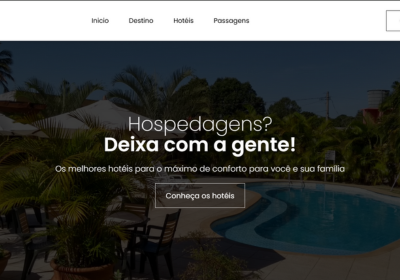 Inicio Destino Hotéis Passagens
Hospedagens?
Deixa com a gente!
Os melhores hotéis para o máximo de conforto para você e sua família
Conheça os hotéis